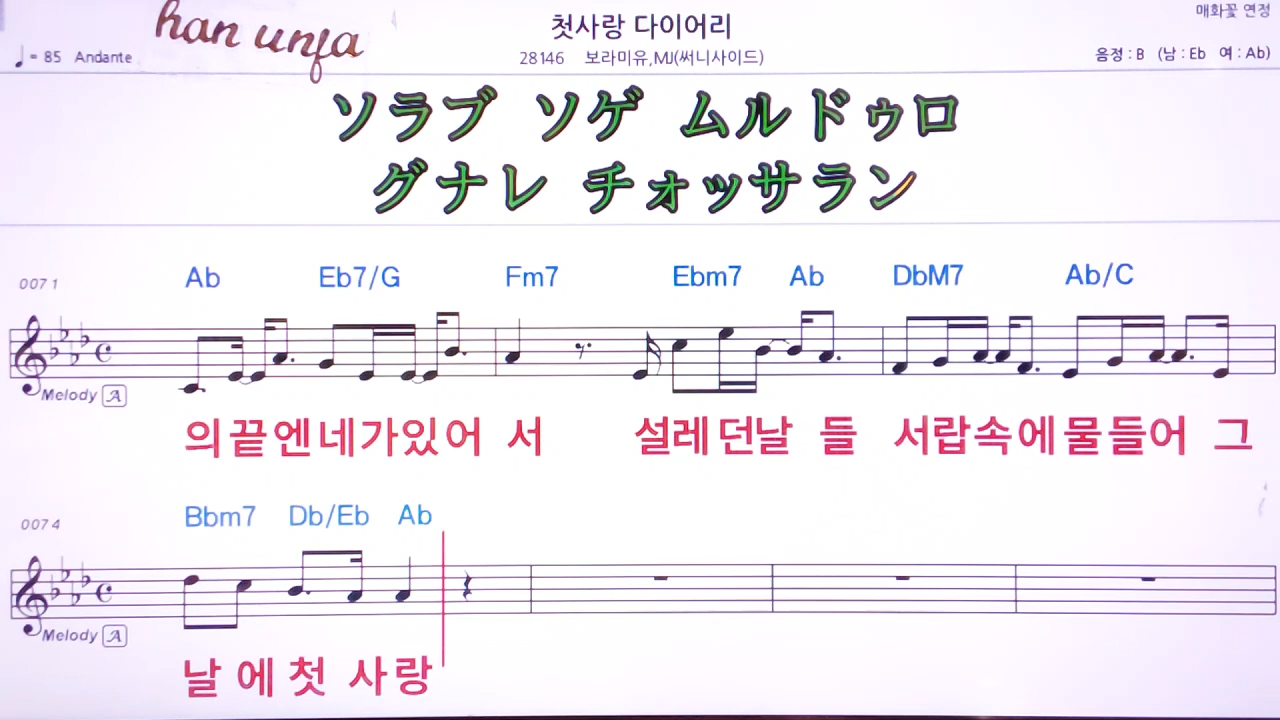 han unja
첫사랑 다이어리
매화꽃 연정
♩= 85 Andante
28146 보라미유,MJ(써니사이드)
음정 : B (남 : Eb 여 : Ab)
ソラブ ソゲ ムルドゥロ
グナレ チォッサラン
0071
Ab Eb7/G Fm7 Ebm7 Ab DbM7 Ab/C
Melody A
의끝엔네가있어 서 설레던날 들 서랍속에물들어 그
0074
Bbm7 Db/Eb Ab
Melody A
날에첫 사랑